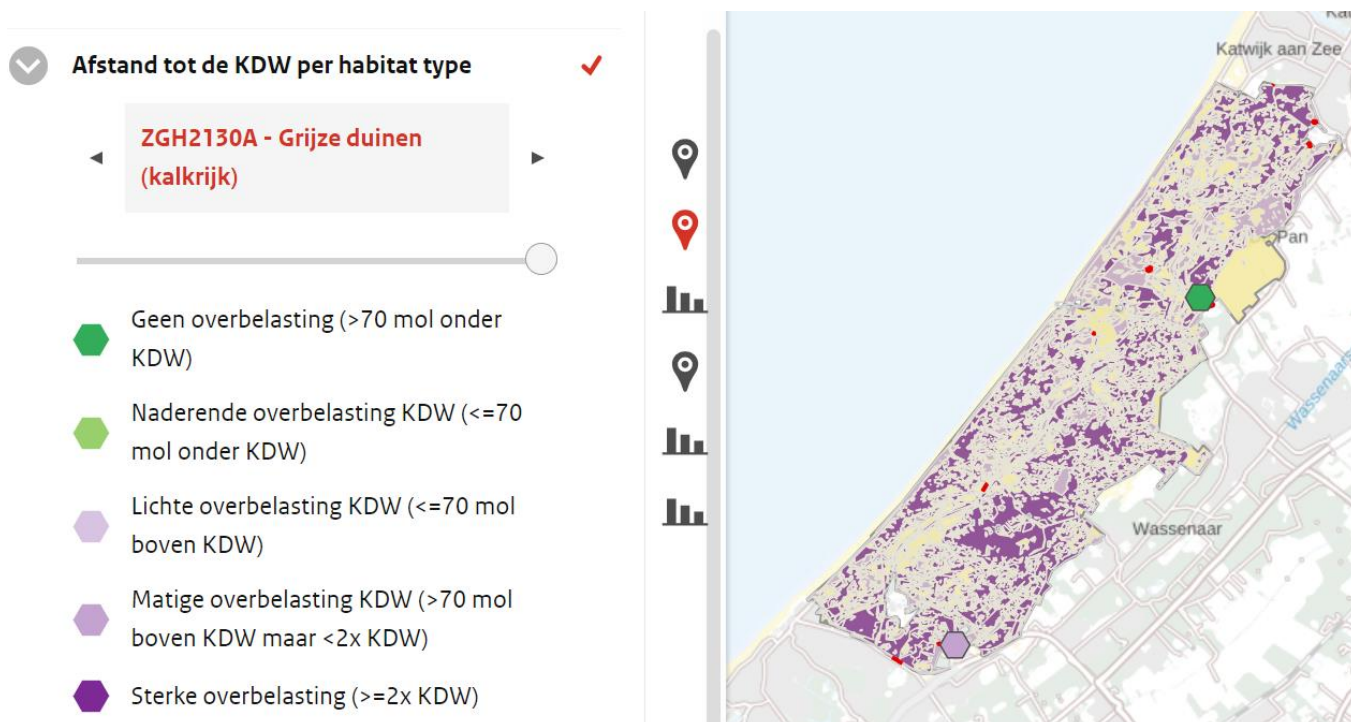 Afstand tot de KDW per habitat type
ZGH2130A - Grijze duinen
(kalkrijk)
Geen overbelasting (>70 mol onder
KDW)
Naderende overbelasting KDW (<=70
mol onder KDW)
Lichte overbelasting KDW (<=70 mol
boven KDW)
Matige overbelasting KDW (>70 mol
boven KDW maar <2x KDW)
Sterke overbelasting (>=2x KDW)
Katwijk aan Zee
Pan
Wassenaar